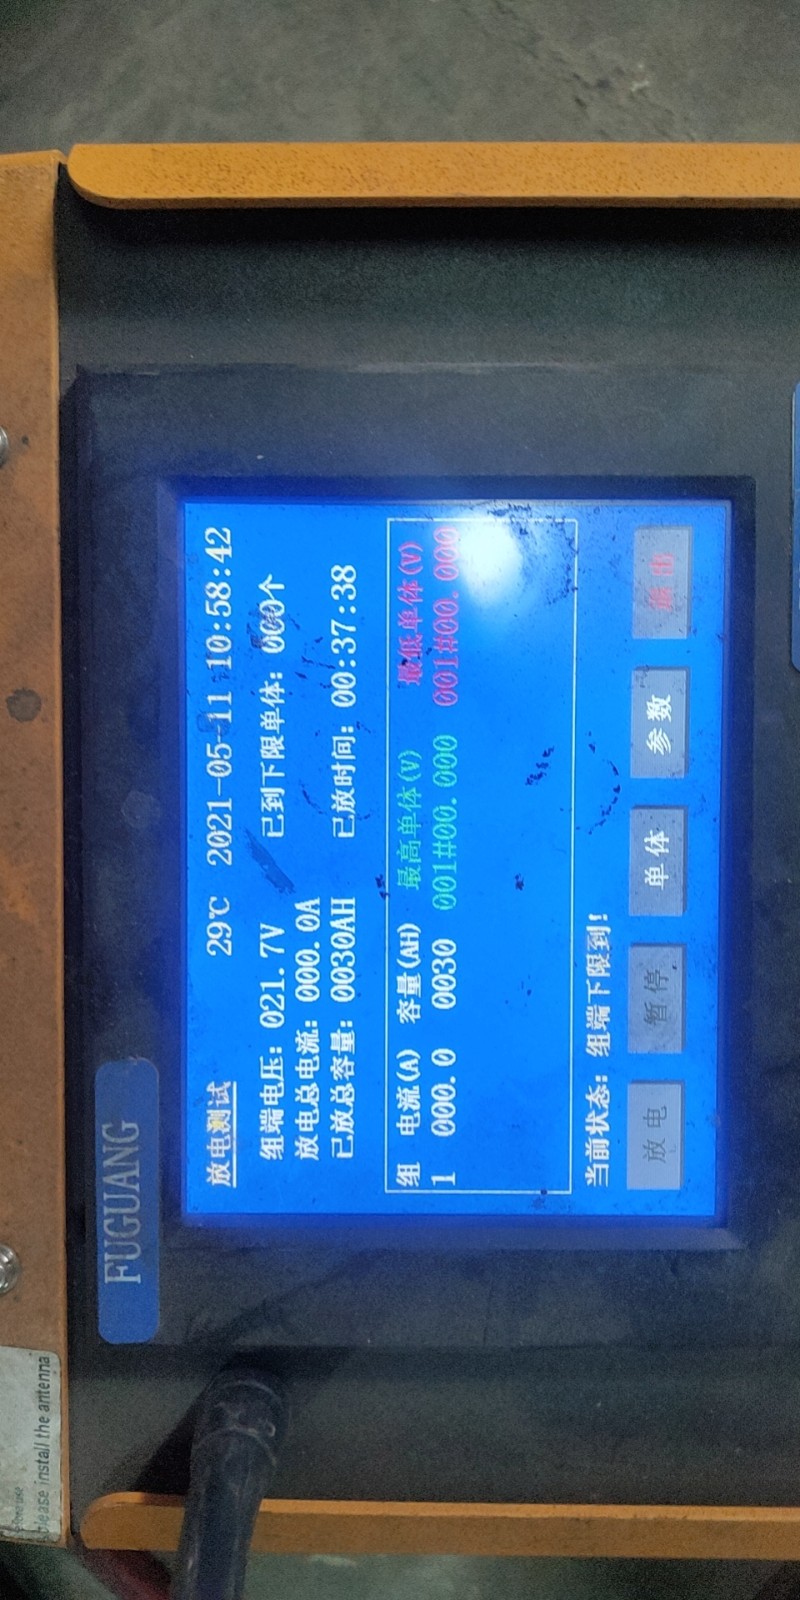 please install the antenna
FUGUANG
放电测试 29℃ 2021-05-11 10:58:42
组端电压: 021.7V 已到下限单体: 000个
放电总电流: 000.0A
已放总容量: 0030AH 已放时间: 00:37:38
组 电流(A) 容量(AH) 最高单体(V) 最低单体(V)
1 000.0 0030 001#00.000 001#00.000
当前状态: 组端下限到!
放电 暂停 单体 参数 退出